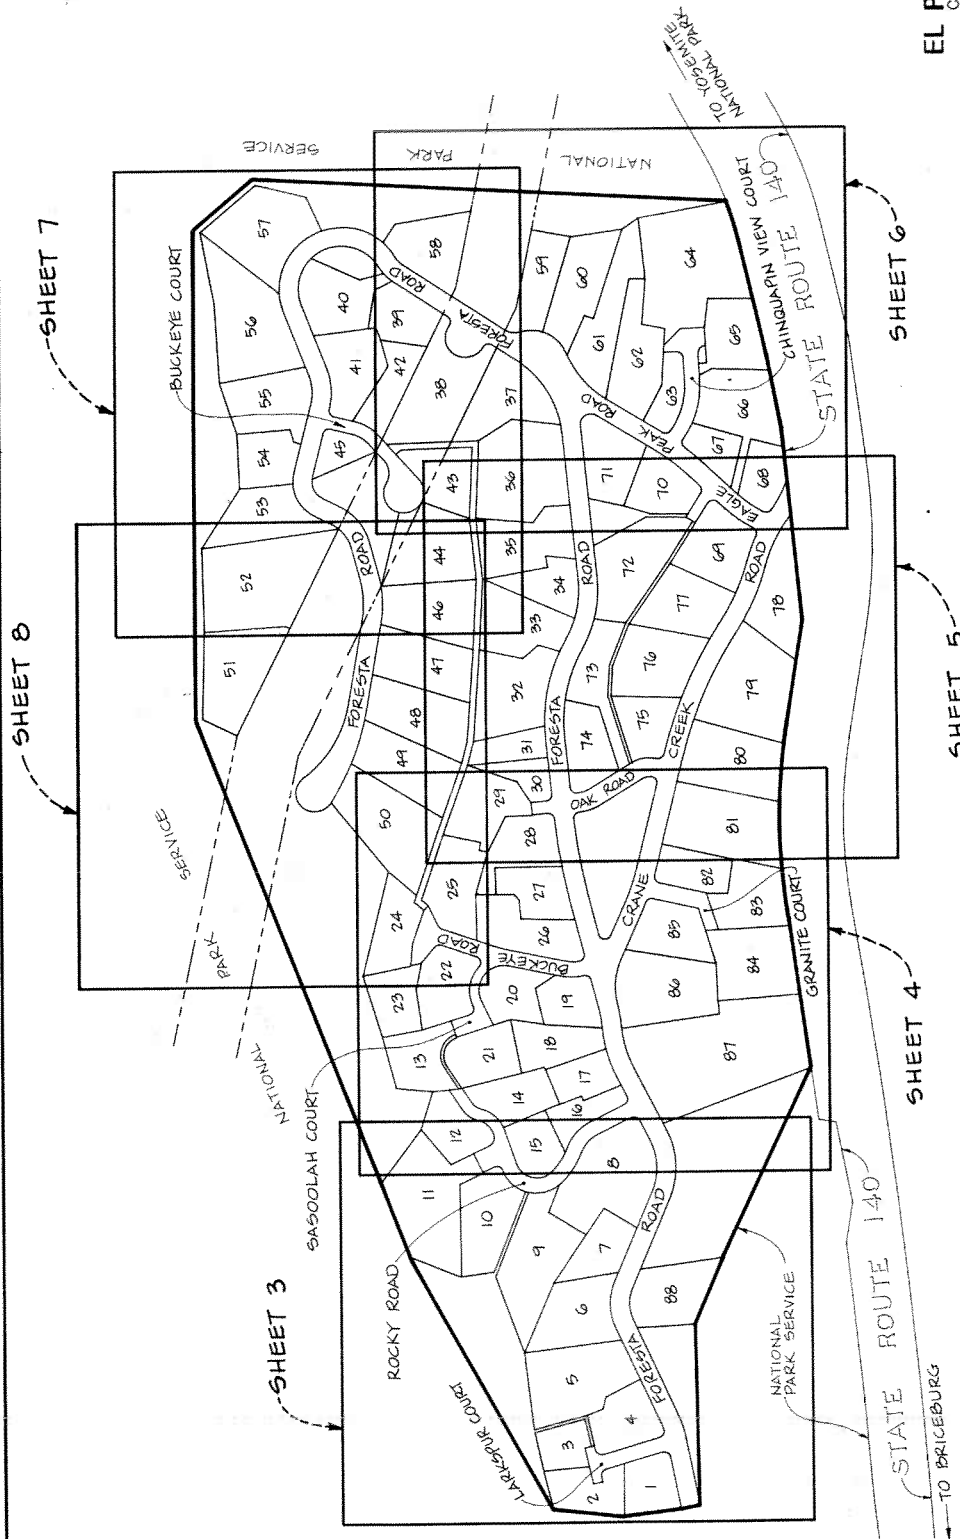 SHEET 3
SHEET 8
SHEET 7
LARKSPUR COURT
ROCKY ROAD
SASOOLAH COURT
NATIONAL
PARK
SERVICE
BUCKEYE COURT
SERVICE
PARK
NATIONAL
TO YOSEMITE
NATIONAL PARK
EL P
1
2
3
4
5
6
7
8
9
10
11
12
13
14
15
16
17
18
19
20
21
22
23
24
25
26
27
28
29
30
31
32
33
34
35
36
37
38
39
40
41
42
43
44
45
46
47
48
49
50
51
52
53
54
55
56
57
58
59
60
61
62
63
64
65
66
67
68
69
70
71
72
73
74
75
76
77
78
79
80
81
82
83
84
85
86
87
88
FORESTA
ROAD
BUCKEYE
ROAD
CRANE
CREEK
ROAD
OAK ROAD
FORESTA
ROAD
FORESTA
ROAD
FORESTA
ROAD
EAGLE
PEAK
ROAD
CHINQUAPIN VIEW COURT
GRANITE COURT
NATIONAL
PARK SERVICE
STATE ROUTE 140
STATE ROUTE 140
TO BRICEBURG
SHEET 4
SHEET 5
SHEET 6